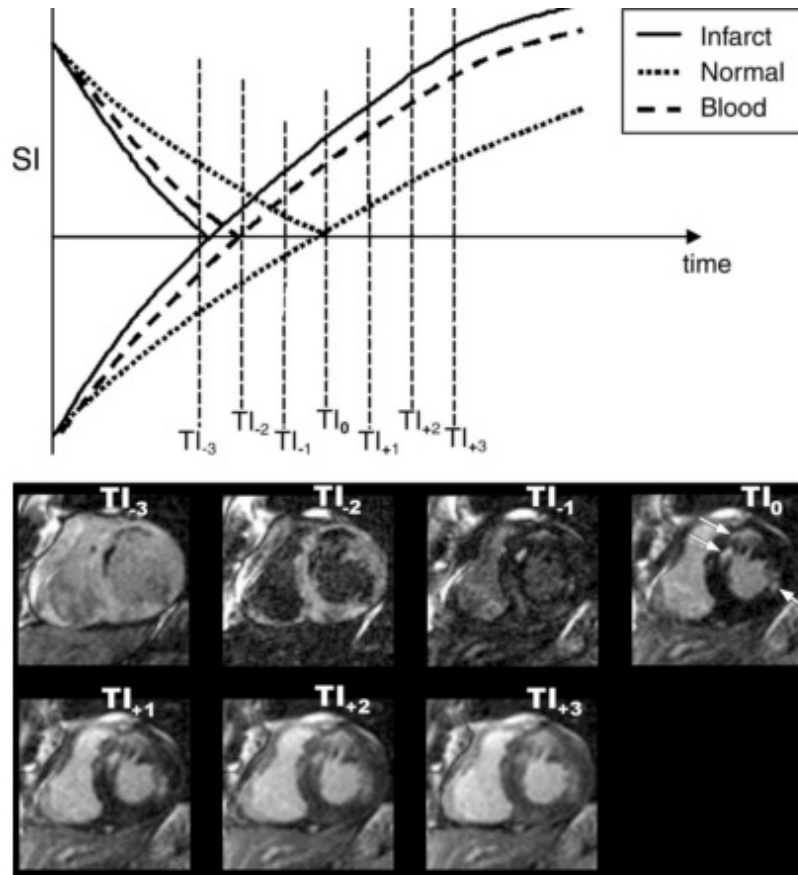 Infarct
Normal
Blood
SI
time
TI-3
TI-2
TI-1
TI0
TI+1
TI+2
TI+3
TI-3
TI-2
TI-1
TI0
TI+1
TI+2
TI+3